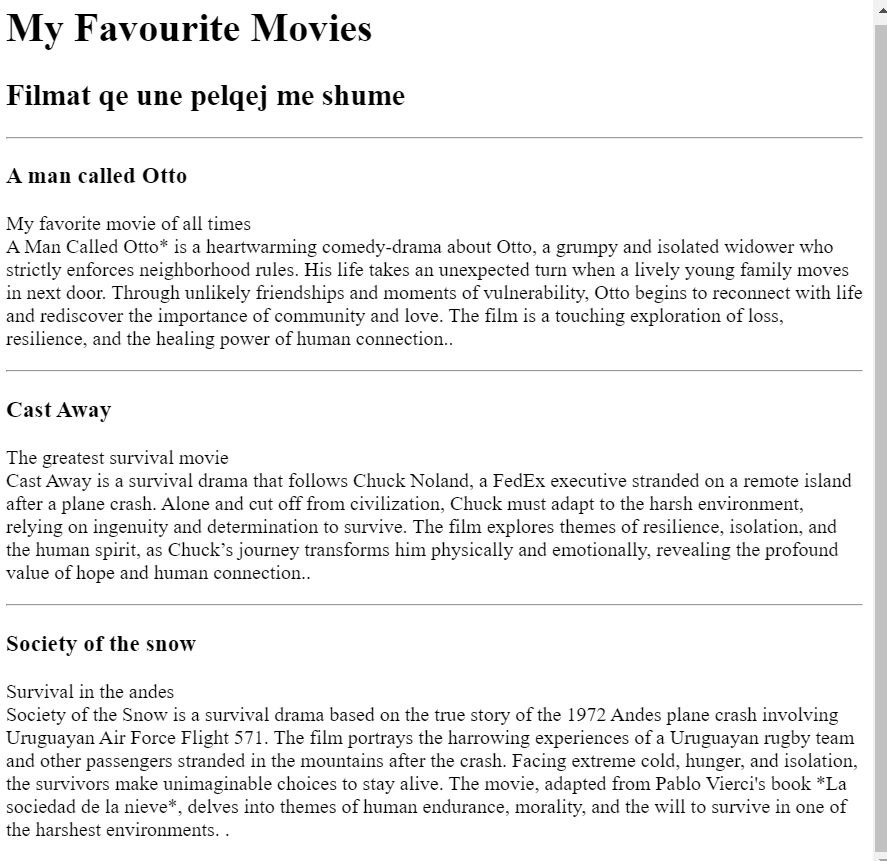 My Favourite Movies
Filmat qe une pelqej me shume
A man called Otto
My favorite movie of all times
A Man Called Otto* is a heartwarming comedy-drama about Otto, a grumpy and isolated widower who
strictly enforces neighborhood rules. His life takes an unexpected turn when a lively young family moves
in next door. Through unlikely friendships and moments of vulnerability, Otto begins to reconnect with life
and rediscover the importance of community and love. The film is a touching exploration of loss,
resilience, and the healing power of human connection..
Cast Away
The greatest survival movie
Cast Away is a survival drama that follows Chuck Noland, a FedEx executive stranded on a remote island
after a plane crash. Alone and cut off from civilization, Chuck must adapt to the harsh environment,
relying on ingenuity and determination to survive. The film explores themes of resilience, isolation, and
the human spirit, as Chuck’s journey transforms him physically and emotionally, revealing the profound
value of hope and human connection..
Society of the snow
Survival in the andes
Society of the Snow is a survival drama based on the true story of the 1972 Andes plane crash involving
Uruguayan Air Force Flight 571. The film portrays the harrowing experiences of a Uruguayan rugby team
and other passengers stranded in the mountains after the crash. Facing extreme cold, hunger, and isolation,
the survivors make unimaginable choices to stay alive. The movie, adapted from Pablo Vierci's book *La
sociedad de la nieve*, delves into themes of human endurance, morality, and the will to survive in one of
the harshest environments. .